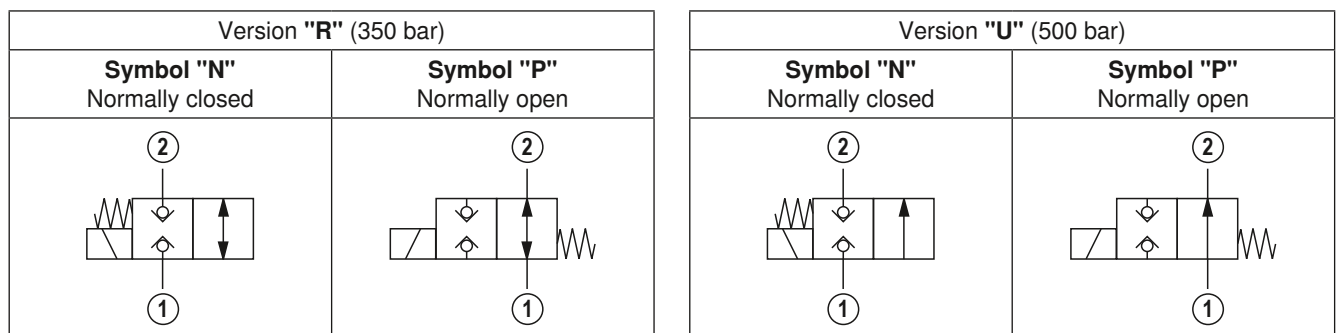 Version "R" (350 bar)
Symbol "N"
Normally closed
Symbol "P"
Normally open
2
1
2
1
Version "U" (500 bar)
Symbol "N"
Normally closed
Symbol "P"
Normally open
2
1
2
1